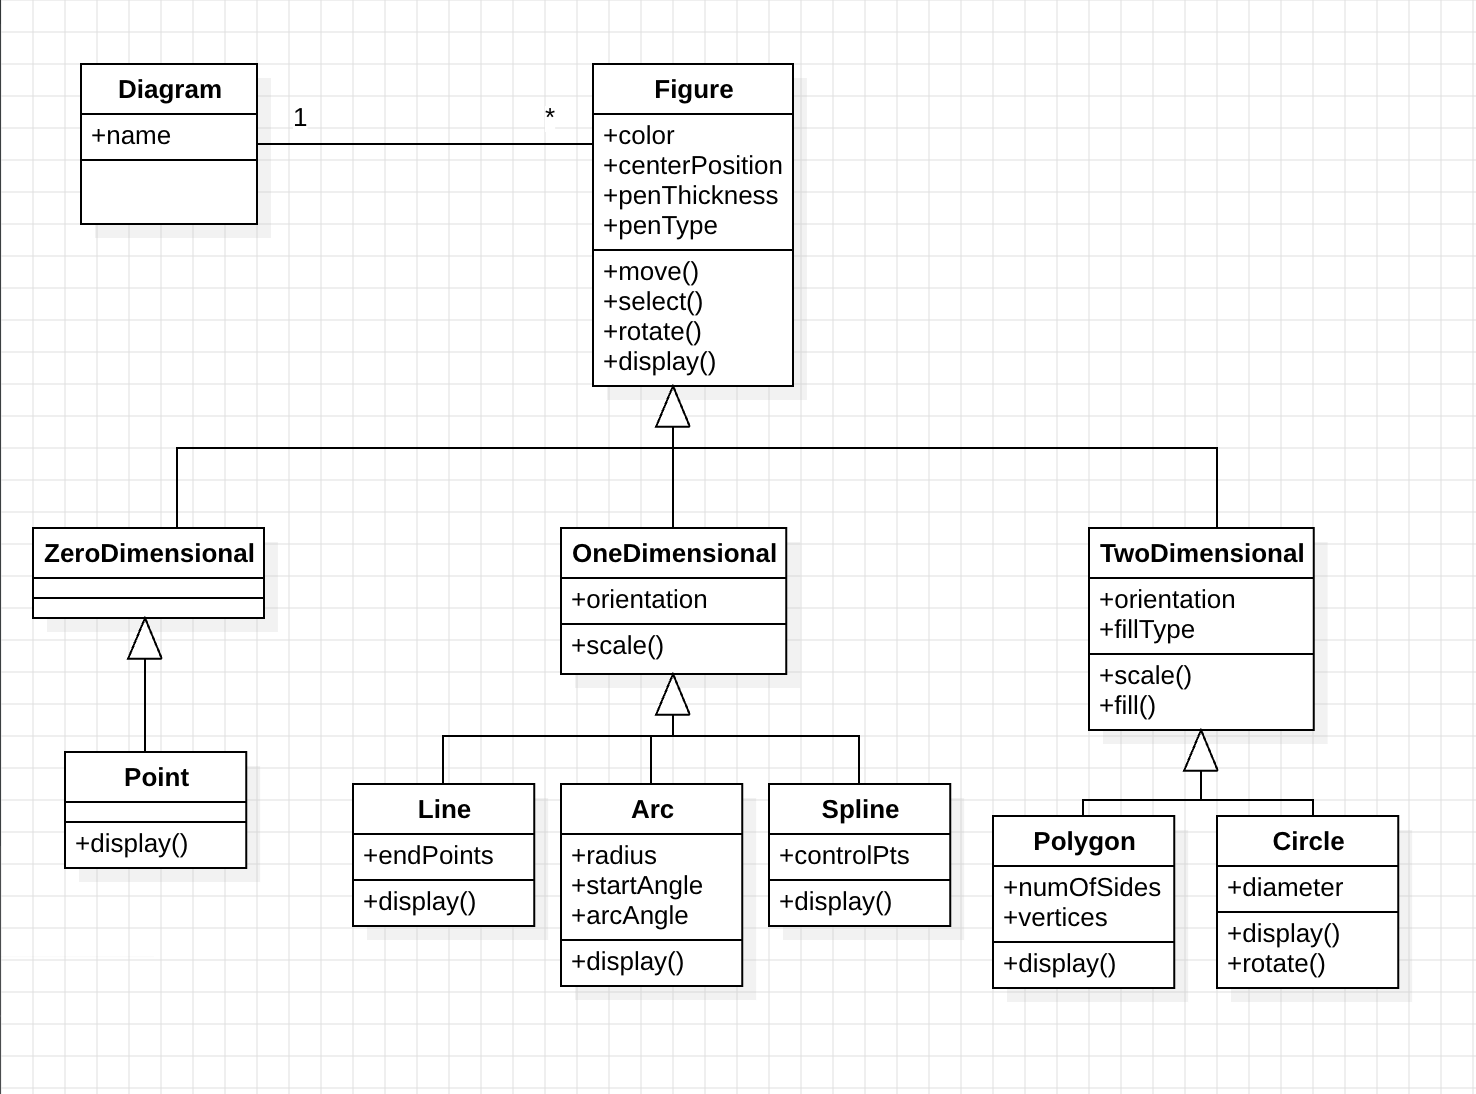 Diagram
+name
1
*
Figure
+color
+centerPosition
+penThickness
+penType
+move()
+select()
+rotate()
+display()
ZeroDimensional
OneDimensional
+orientation
+scale()
TwoDimensional
+orientation
+fillType
+scale()
+fill()
Point
+display()
Line
+endPoints
+display()
Arc
+radius
+startAngle
+arcAngle
+display()
Spline
+controlPts
+display()
Polygon
+numOfSides
+vertices
+display()
Circle
+diameter
+display()
+rotate()